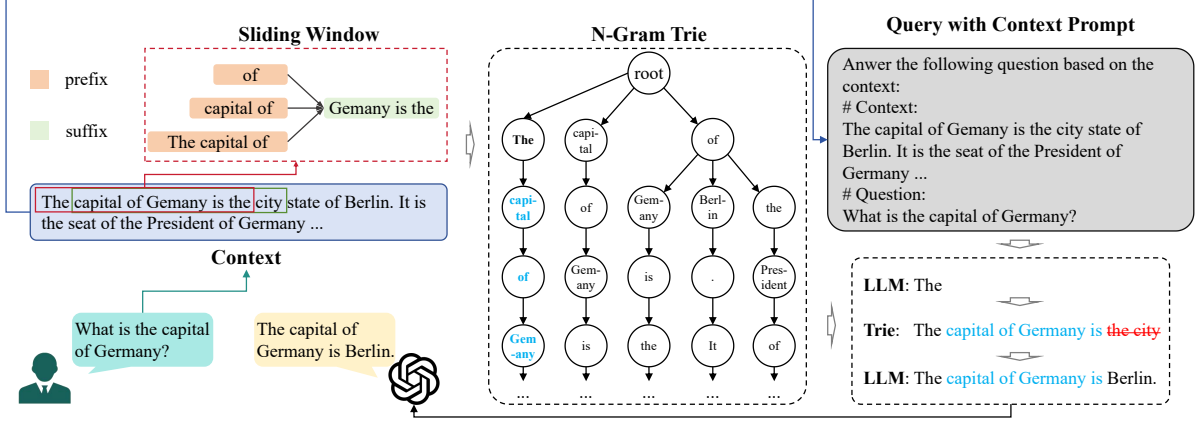 Sliding Window
prefix
suffix
of
capital of
The capital of
Gemany is the
The capital of Gemany is the city state of Berlin. It is
the seat of the President of Germany ...
Context
What is the capital
of Germany?
The capital of
Germany is Berlin.
N-Gram Trie
root
The
capi-
tal
of
capi-
tal
of
Gem-
any
Berl-
in
the
of
Gem-
any
is
.
Pres-
ident
Gem
-any
is
the
It
of
... ... ... ... ...
Query with Context Prompt
Anwer the following question based on the
context:
# Context:
The capital of Gemany is the city state of
Berlin. It is the seat of the President of
Germany ...
# Question:
What is the capital of Germany?
LLM: The
Trie: The capital of Germany is the city
LLM: The capital of Germany is Berlin.